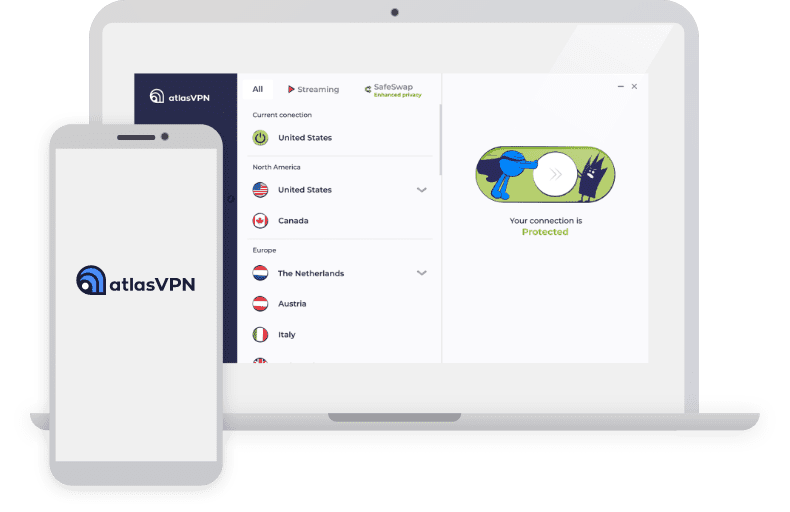 atlasVPN
All
Streaming
SafeSwap
Enhanced privacy
Current conection
United States
North America
United States
Canada
Europe
The Netherlands
Austria
Italy
Your connection is
Protected
atlasVPN